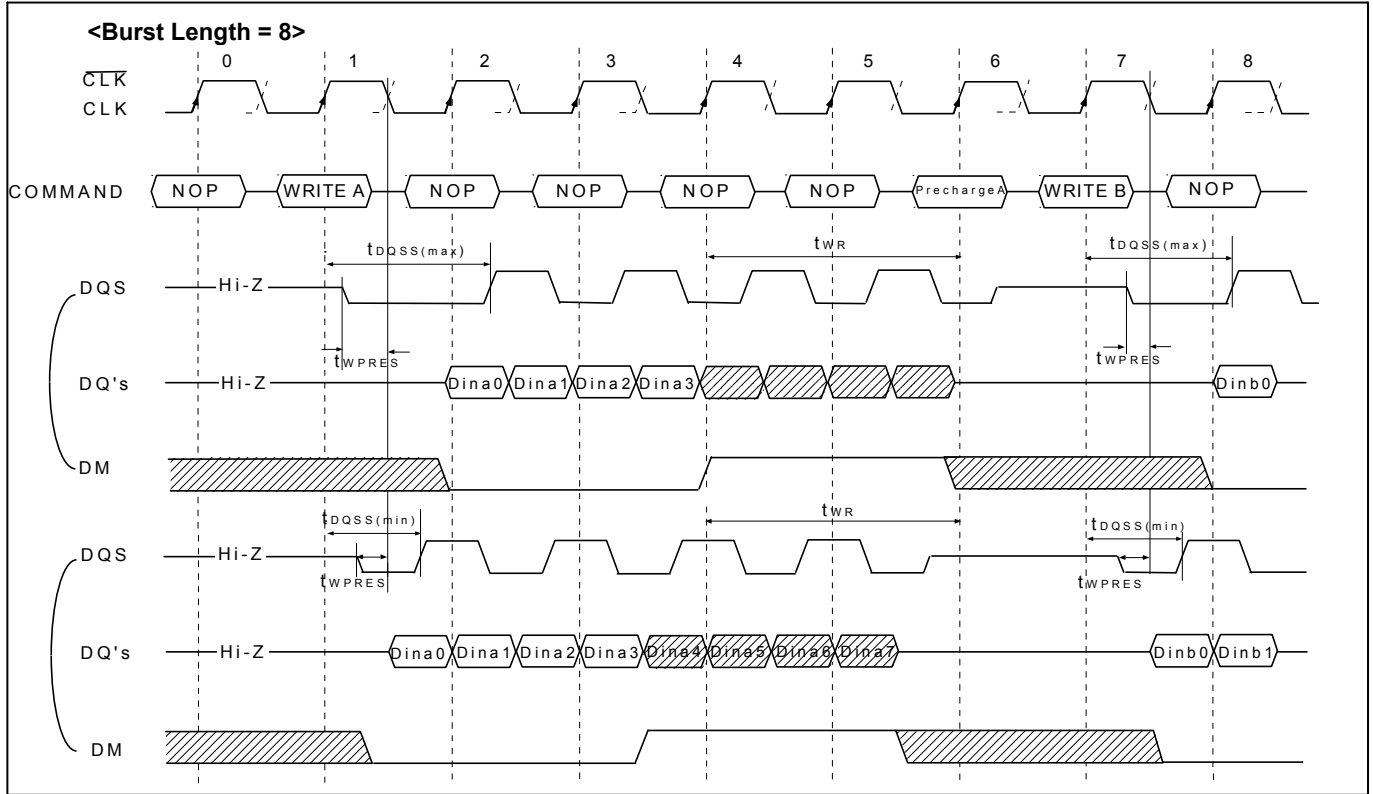 <Burst Length = 8>
0 1 2 3 4 5 6 7 8
CLK
CLK
COMMAND NOP WRITE A NOP NOP NOP NOP PrechargeA WRITE B NOP
tDQSS(max) tWR tDQSS(max)
DQS Hi-Z
tWPRES tWPRES
DQ's Hi-Z Dina0 Dina1 Dina2 Dina3 Dinb0
DM
tDQSS(min) tWR tDQSS(min)
DQS Hi-Z
tWPRES tWPRES
DQ's Hi-Z Dina0 Dina1 Dina2 Dina3 Dina4 Dina5 Dina6 Dina7 Dinb0 Dinb1
DM